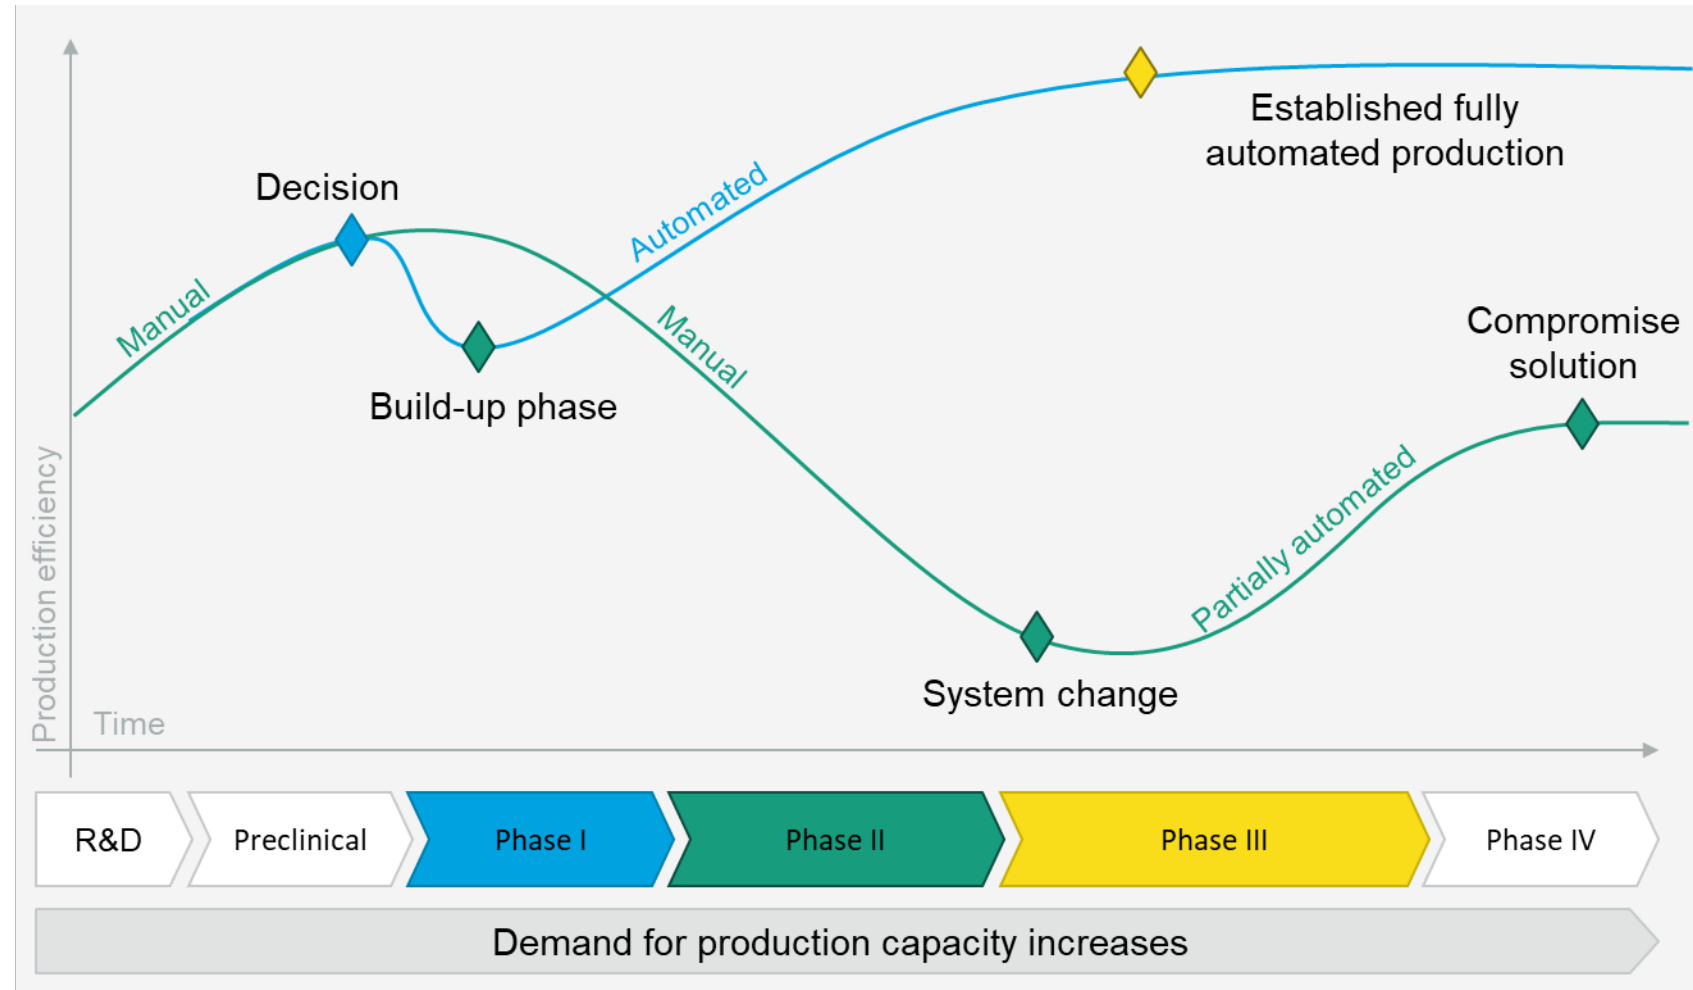 Established fully
automated production
Decision
Automated
Manual
Manual
Compromise
solution
Build-up phase
Partially automated
System change
Production efficiency
Time
R&D
Preclinical
Phase I
Phase II
Phase III
Phase IV
Demand for production capacity increases